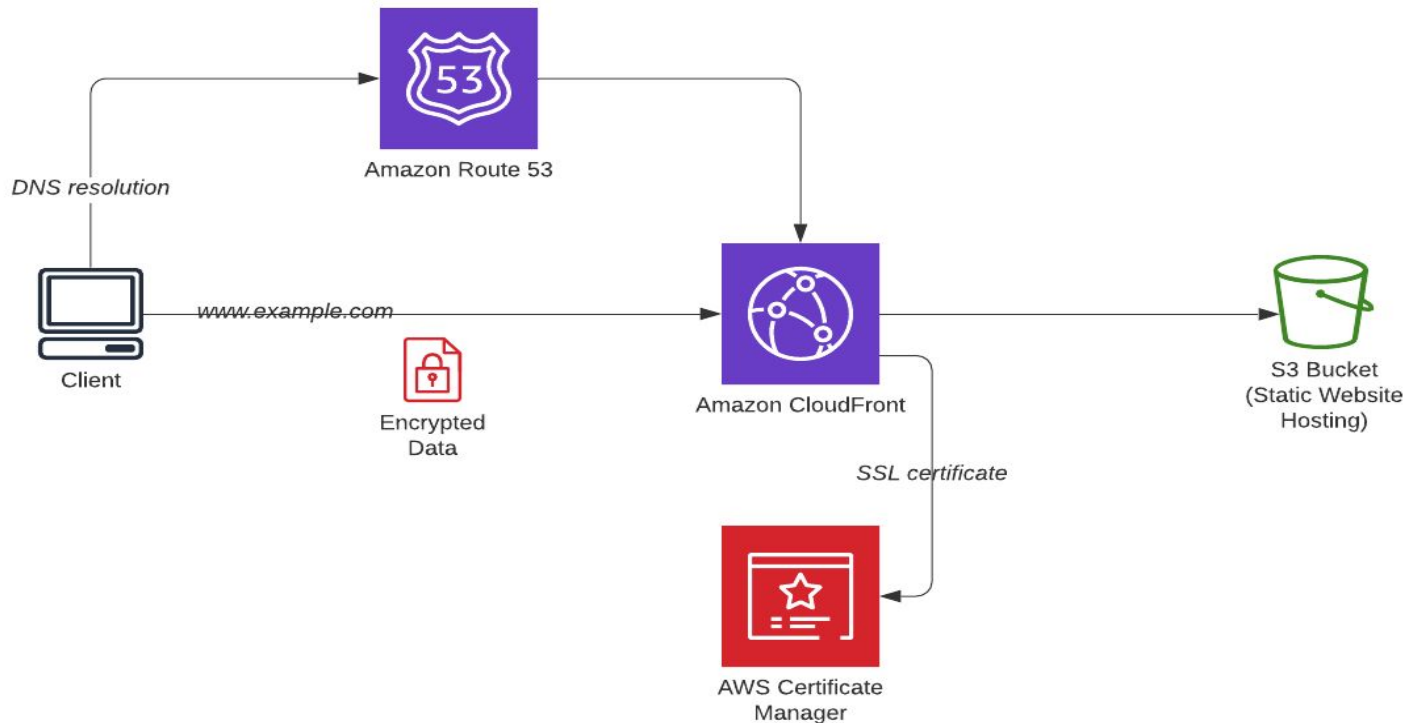 53
Amazon Route 53
DNS resolution
www.example.com
Client
Encrypted
Data
Amazon CloudFront
S3 Bucket
(Static Website
Hosting)
SSL certificate
AWS Certificate
Manager